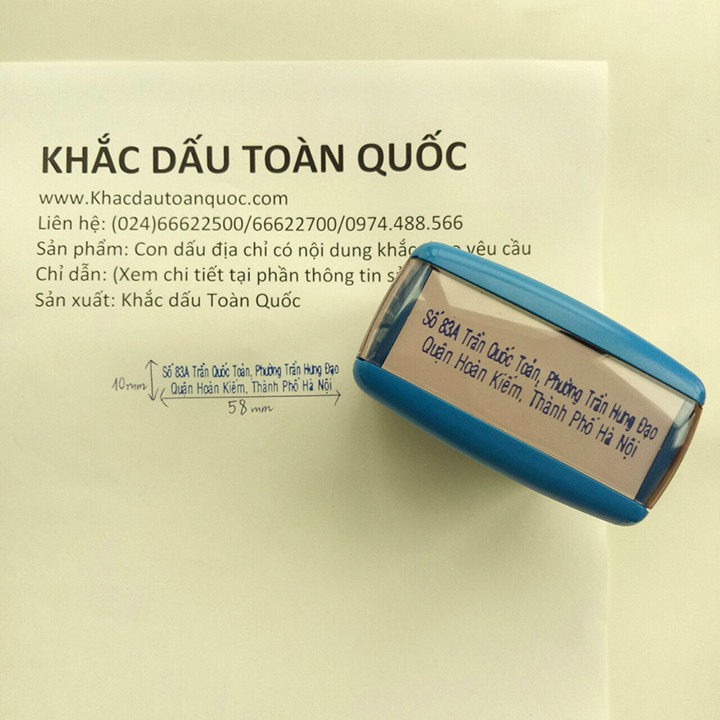 KHẮC DẤU TOÀN QUỐC
www.Khacdautoanquoc.com
Liên hệ: (024)66622500/66622700/0974.488.566
Sản phẩm: Con dấu địa chỉ có nội dung khắc yêu cầu
Chỉ dẫn: (Xem chi tiết tại phần thông tin
Sản xuất: Khắc dấu Toàn Quốc
Số 83A Trần Quốc Toản, Phường Trần Hưng Đạo
Quận Hoàn Kiếm, Thành Phố Hà Nội
10mm
58 mm
Số 83A Trần Quốc Toản, Phường Trần Hưng Đạo
Quận Hoàn Kiếm, Thành Phố Hà Nội